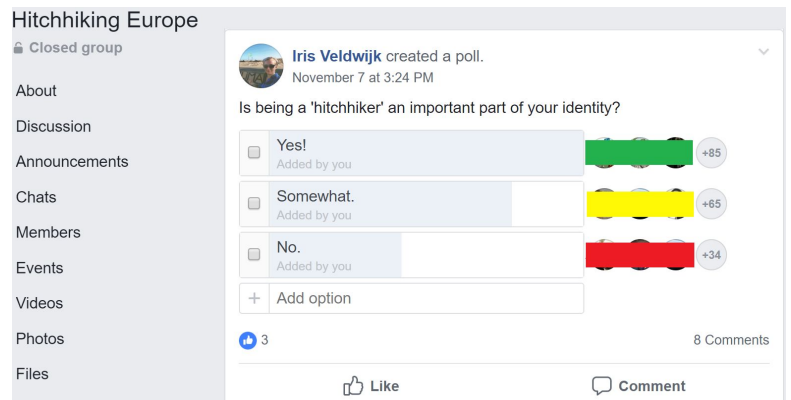 Hitchhiking Europe
Closed group
About
Discussion
Announcements
Chats
Members
Events
Videos
Photos
Files
Iris Veldwijk created a poll.
November 7 at 3:24 PM
Is being a 'hitchhiker' an important part of your identity?
Yes!
Added by you
+85
Somewhat.
Added by you
+65
No.
Added by you
+34
+ Add option
3
8 Comments
Like
Comment